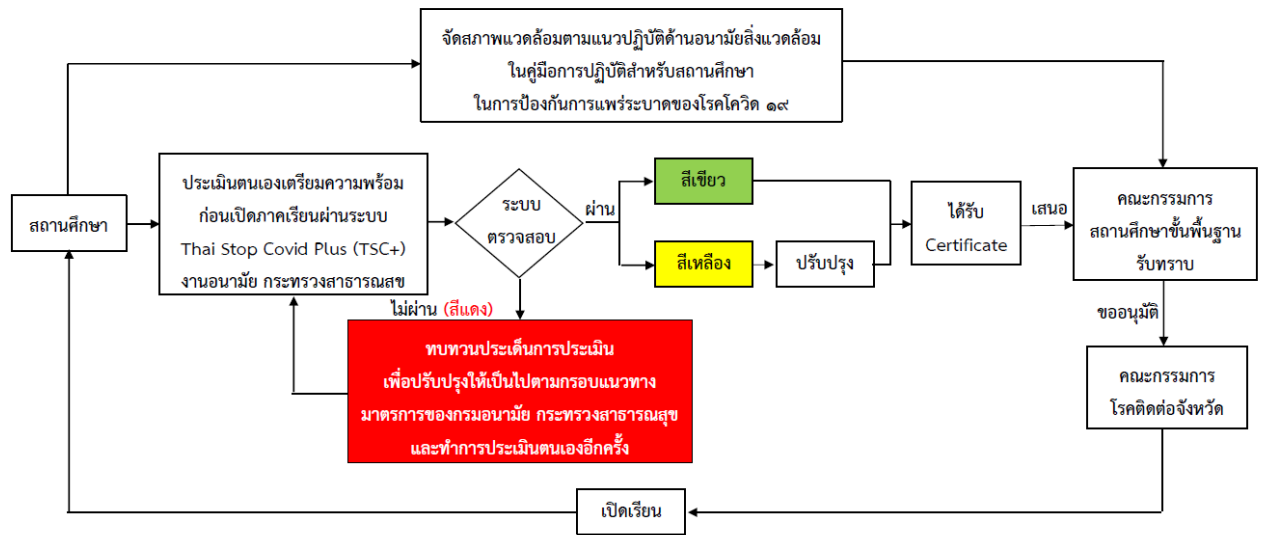 จัดสภาพแวดล้อมตามแนวปฏิบัติด้านอนามัยสิ่งแวดล้อม
ในคู่มือการปฏิบัติสำหรับสถานศึกษา
ในการป้องกันการแพร่ระบาดของโรคโควิด ๑๙
สถานศึกษา
ประเมินตนเองเตรียมความพร้อม
ก่อนเปิดภาคเรียนผ่านระบบ
Thai Stop Covid Plus (TSC+)
งานอนามัย กระทรวงสาธารณสข
ระบบ
ตรวจสอบ
ผ่าน
สีเขียว
สีเหลือง
ปรับปรุง
ได้รับ
Certificate
เสนอ
คณะกรรมการ
สถานศึกษาขั้นพื้นฐาน
รับทราบ
ไม่ผ่าน (สีแดง)
ทบทวนประเด็นการประเมิน
เพื่อปรับปรุงให้เป็นไปตามกรอบแนวทาง
มาตรการของกรมอนามัย กระทรวงสาธารณสุข
และทำการประเมินตนเองอีกครั้ง
ขออนุมัติ
คณะกรรมการ
โรคติดต่อจังหวัด
เปิดเรียน